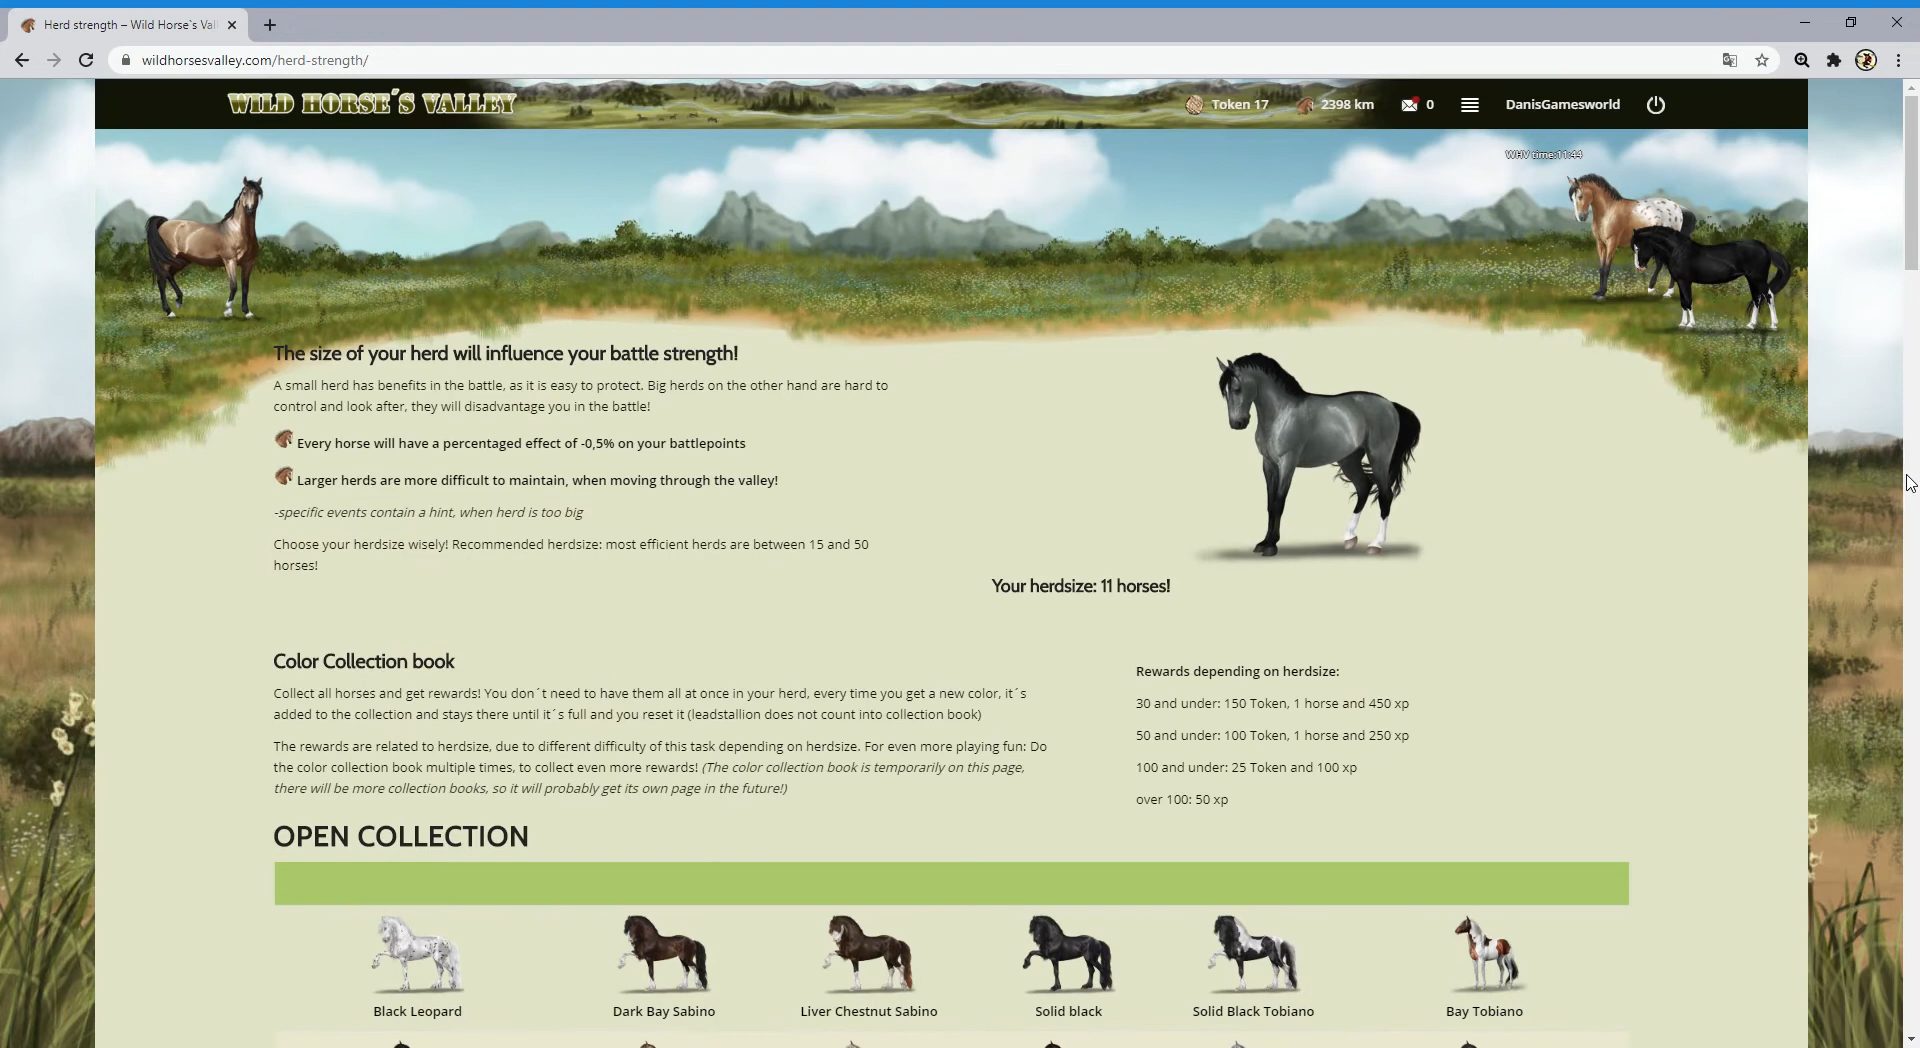 Herd strength – Wild Horse`s Val
wildhorsesvalley.com/herd-strength/
WILD HORSE´S VALLEY
Token 17
2398 km
0
DanisGamesworld
WHV time:11:44
The size of your herd will influence your battle strength!
A small herd has benefits in the battle, as it is easy to protect. Big herds on the other hand are hard to
control and look after, they will disadvantage you in the battle!
Every horse will have a percentaged effect of -0,5% on your battlepoints
Larger herds are more difficult to maintain, when moving through the valley!
-specific events contain a hint, when herd is too big
Choose your herdsize wisely! Recommended herdsize: most efficient herds are between 15 and 50
horses!
Your herdsize: 11 horses!
Color Collection book
Collect all horses and get rewards! You don´t need to have them all at once in your herd, every time you get a new color, it´s
added to the collection and stays there until it´s full and you reset it (leadstallion does not count into collection book)
The rewards are related to herdsize, due to different difficulty of this task depending on herdsize. For even more playing fun: Do
the color collection book multiple times, to collect even more rewards! (The color collection book is temporarily on this page,
there will be more collection books, so it will probably get its own page in the future!)
Rewards depending on herdsize:
30 and under: 150 Token, 1 horse and 450 xp
50 and under: 100 Token, 1 horse and 250 xp
100 and under: 25 Token and 100 xp
over 100: 50 xp
OPEN COLLECTION
Black Leopard
Dark Bay Sabino
Liver Chestnut Sabino
Solid black
Solid Black Tobiano
Bay Tobiano